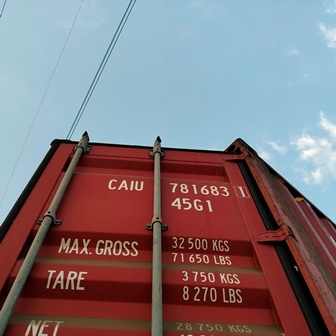 CAIU 781683 1
45G1
MAX. GROSS 32 500 KGS
71 650 LBS
TARE 3 750 KGS
8 270 LBS
NET 28 750 KGS